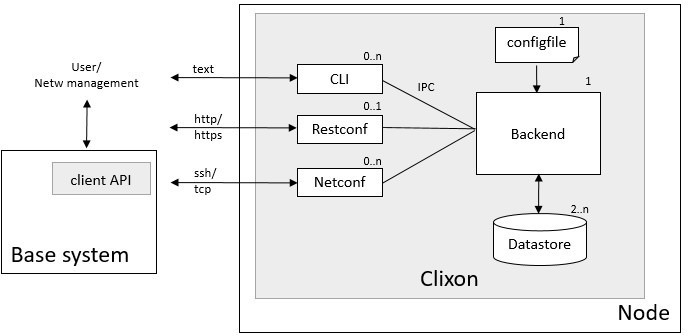 1
configfile
User/
Netw management
text
0..n
CLI
IPC
1
0..1
http/
https
Restconf
Backend
0..n
client API
ssh/
tcp
Netconf
2..n
Datastore
Base system
Clixon
Node